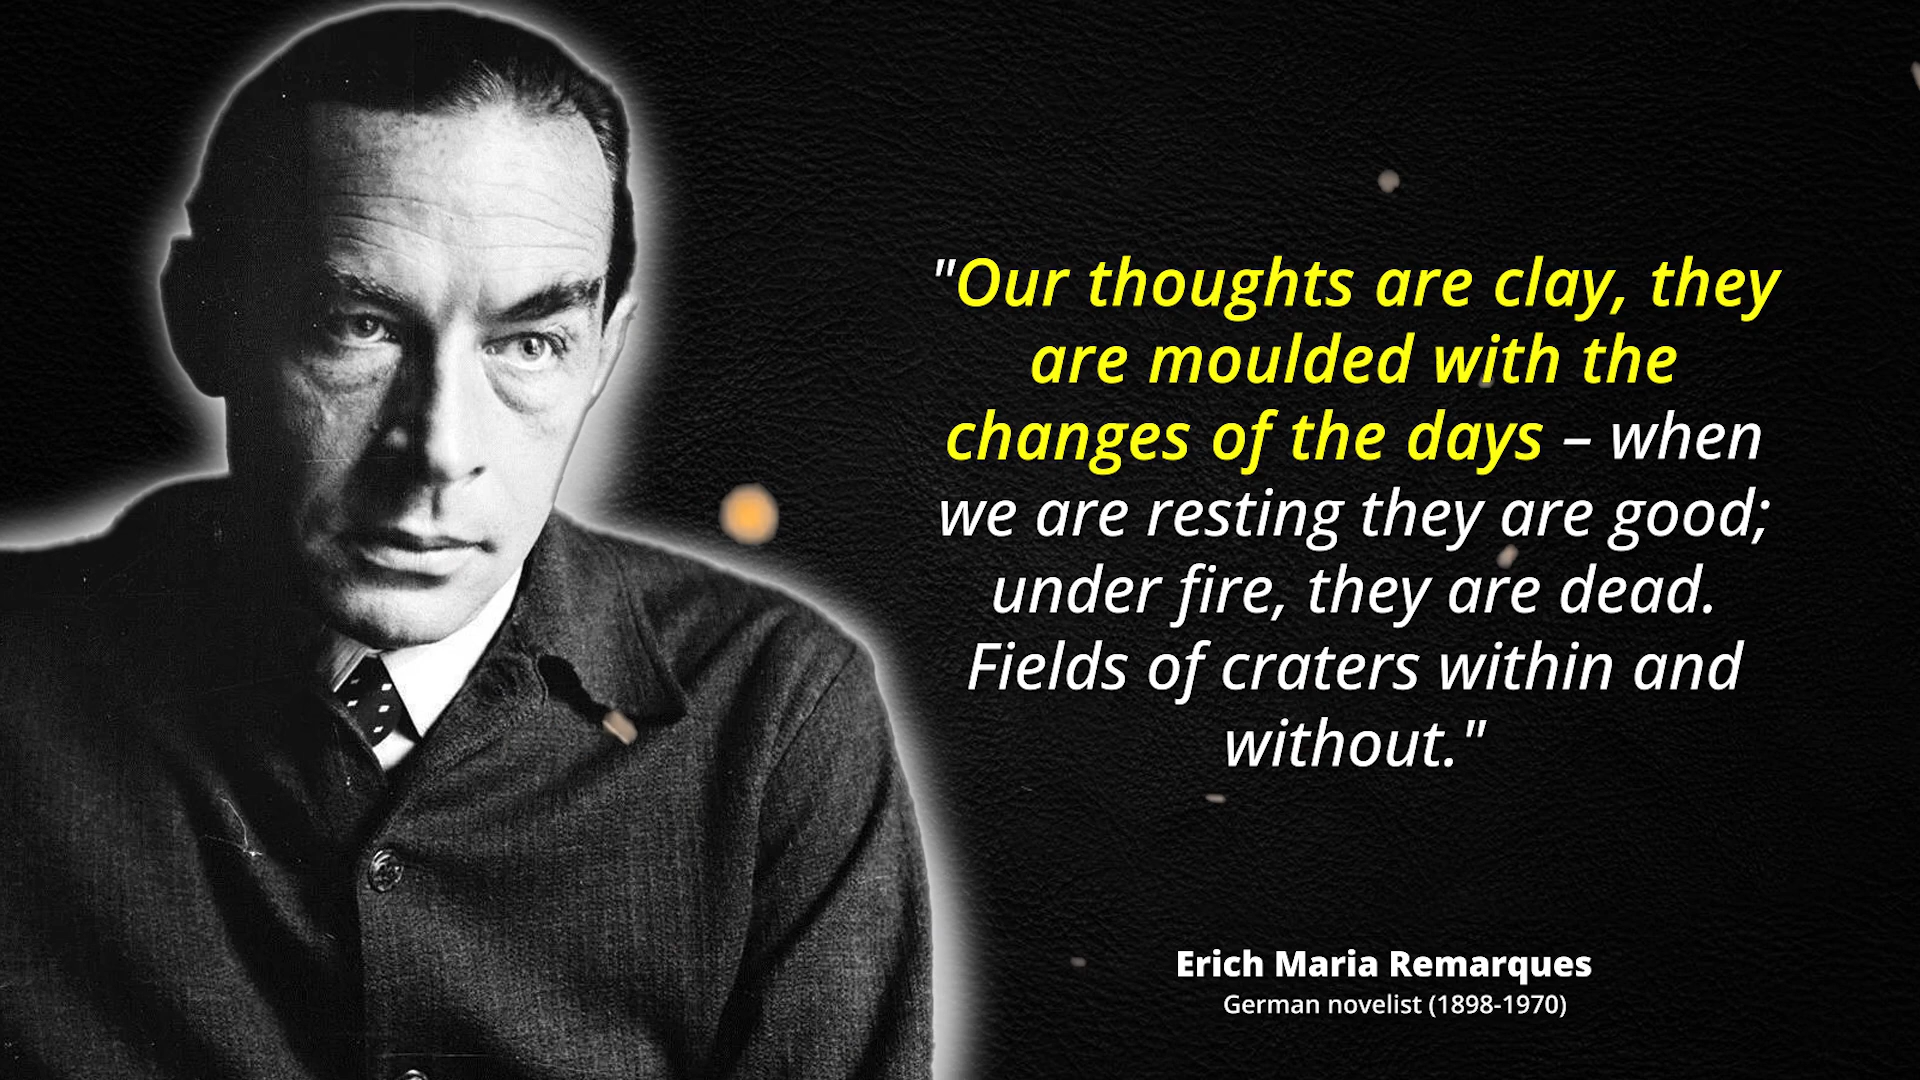 "Our thoughts are clay, they
are moulded with the
changes of the days – when
we are resting they are good;
under fire, they are dead.
Fields of craters within and
without."
Erich Maria Remarques
German novelist (1898-1970)